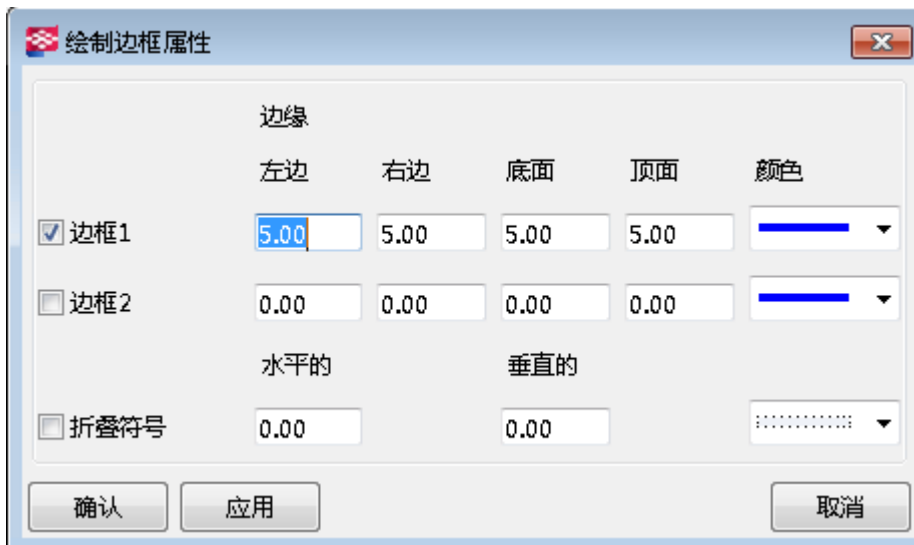 绘制边框属性
边缘
左边 右边 底面 顶面 颜色
边框1 5.00 5.00 5.00 5.00
边框2 0.00 0.00 0.00 0.00
水平的 垂直的
折叠符号 0.00 0.00
确认 应用 取消